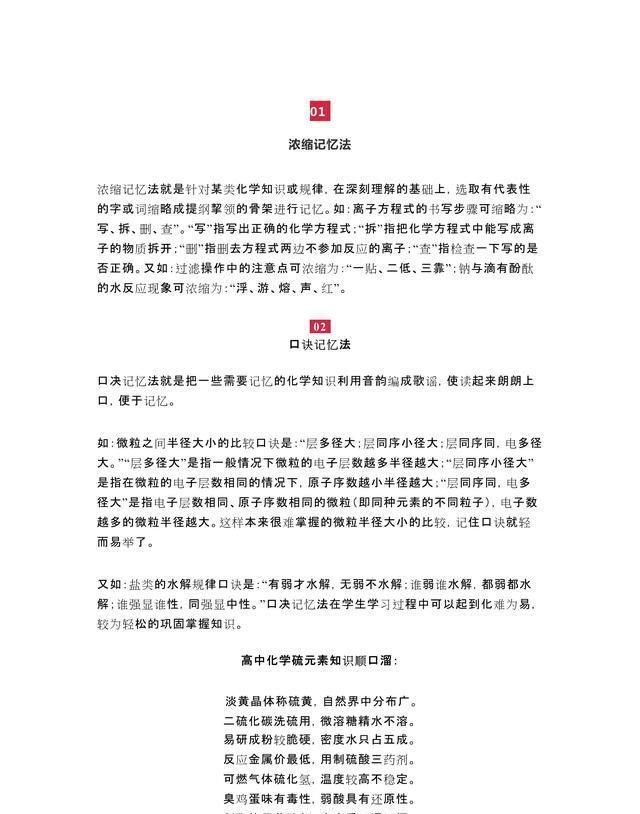 01
浓缩记忆法
浓缩记忆法就是针对某类化学知识或规律，在深刻理解的基础上，选取有代表性
的字或词缩略成提纲挈领的骨架进行记忆。如：离子方程式的书写步骤可缩略为：“
写、拆、删、查”。“写”指写出正确的化学方程式；“拆”指把化学方程式中能写成离
子的物质拆开；“删”指删去方程式两边不参加反应的离子；“查”指检查一下写的是
否正确。又如：过滤操作中的注意点可浓缩为：“一贴、二低、三靠”；钠与滴有酚酞
的水反应现象可浓缩为：“浮、游、熔、声、红”。
02
口诀记忆法
口决记忆法就是把一些需要记忆的化学知识利用音韵编成歌谣，使读起来朗朗上
口，便于记忆。
如：微粒之间半径大小的比较口诀是：“层多径大；层同序小径大；层同序同，电多径
大。”“层多径大”是指一般情况下微粒的电子层数越多半径越大；“层同序小径大”
是指在微粒的电子层数相同的情况下，原子序数越小半径越大；“层同序同，电多
径大”是指电子层数相同、原子序数相同的微粒（即同种元素的不同粒子），电子数
越多的微粒半径越大。这样本来很难掌握的微粒半径大小的比较，记住口诀就轻
而易举了。
又如：盐类的水解规律口诀是：“有弱才水解，无弱不水解；谁弱谁水解，都弱都水
解；谁强显谁性，同强显中性。”口决记忆法在学生学习过程中可以起到化难为易，
较为轻松的巩固掌握知识。
高中化学硫元素知识顺口溜：
淡黄晶体称硫黄，自然界中分布广。
二硫化碳洗硫用，微溶糖精水不溶。
易研成粉较脆硬，密度水只占五成。
反应金属价最低，用制硫酸三药剂。
可燃气体硫化氢，温度较高不稳定。
臭鸡蛋味有毒性，弱酸具有还原性。